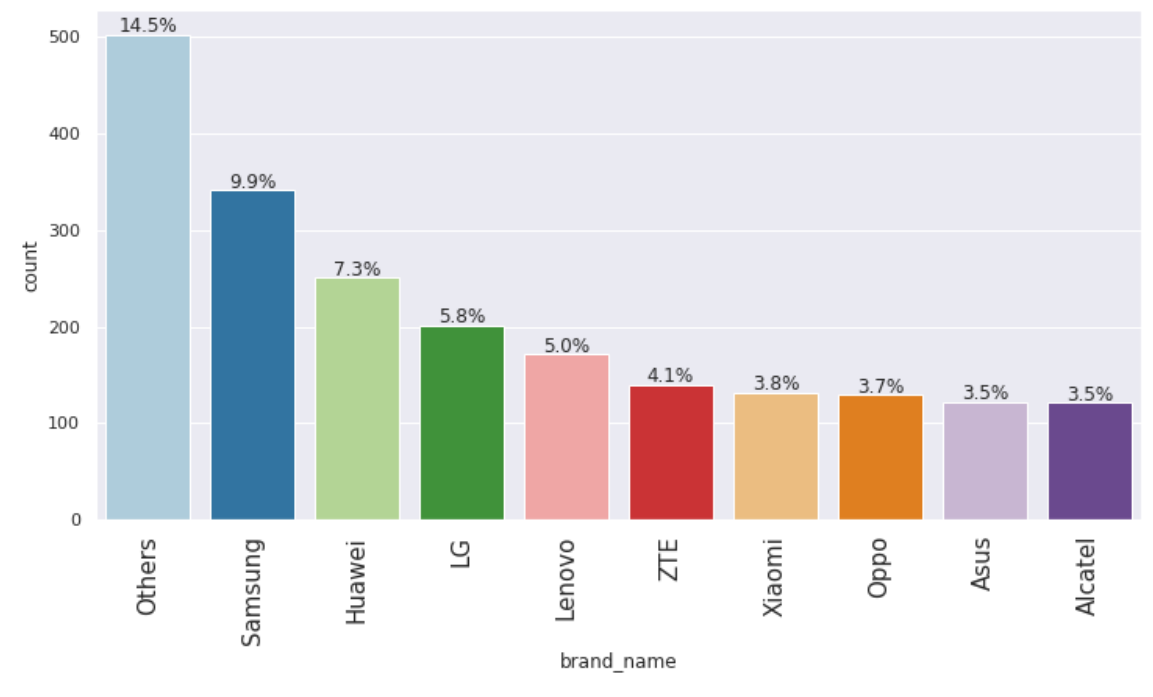 14.5%
500
400
9.9%
300
7.3%
5.8%
200
5.0%
4.1%
3.8%
3.7%
3.5%
3.5%
100
0
count
Others
Samsung
Huawei
LG
Lenovo
ZTE
Xiaomi
Oppo
Asus
Alcatel
brand_name